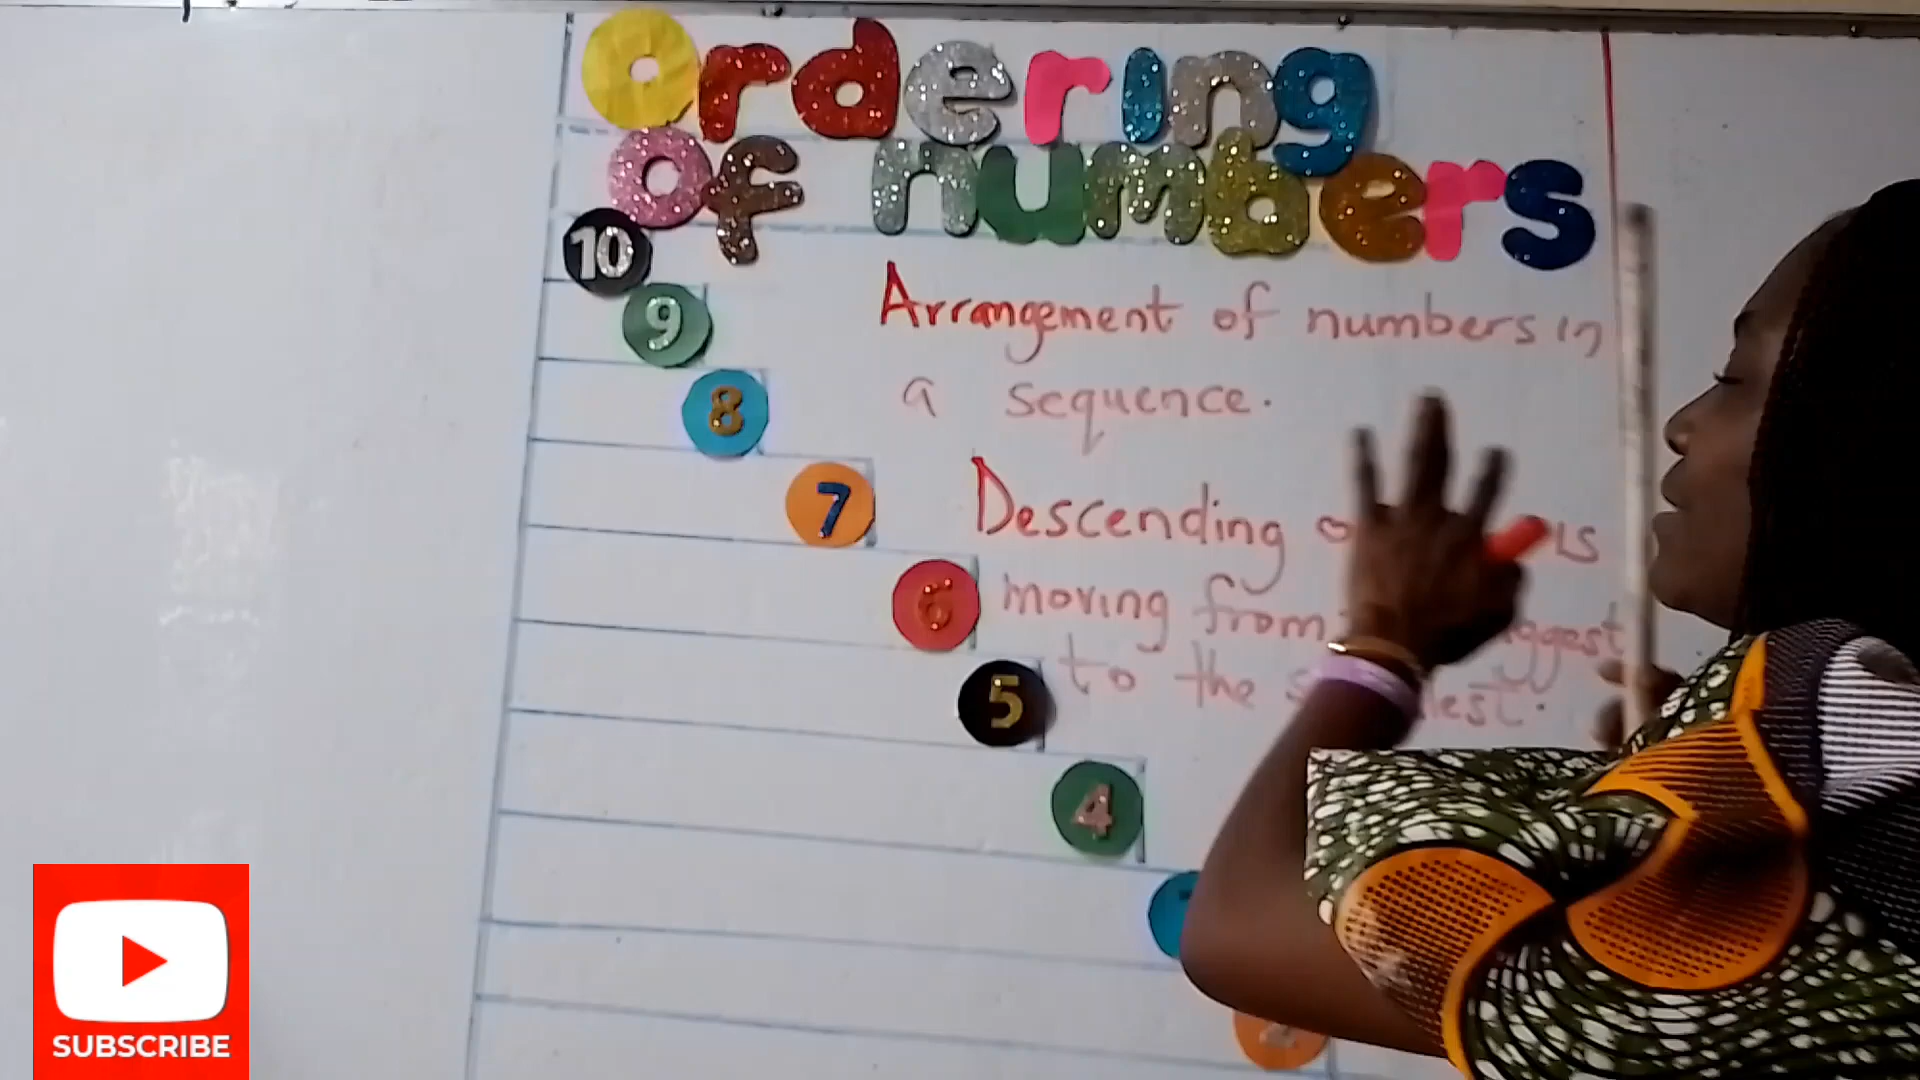 Ordering
Of numbers
10
9
8
7
6
5
4
Arrangement of numbers in
a sequence.
Descending is
moving from
to the
SUBSCRIBE